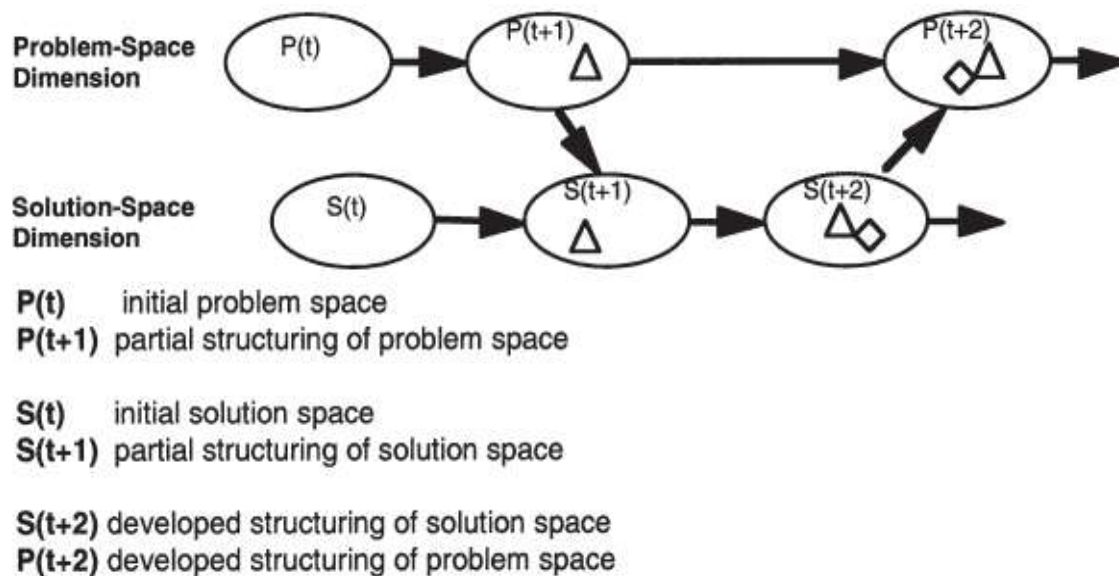 Problem-Space Dimension
P(t)
P(t+1)
P(t+2)
Solution-Space Dimension
S(t)
S(t+1)
S(t+2)
P(t) initial problem space
P(t+1) partial structuring of problem space
S(t) initial solution space
S(t+1) partial structuring of solution space
S(t+2) developed structuring of solution space
P(t+2) developed structuring of problem space